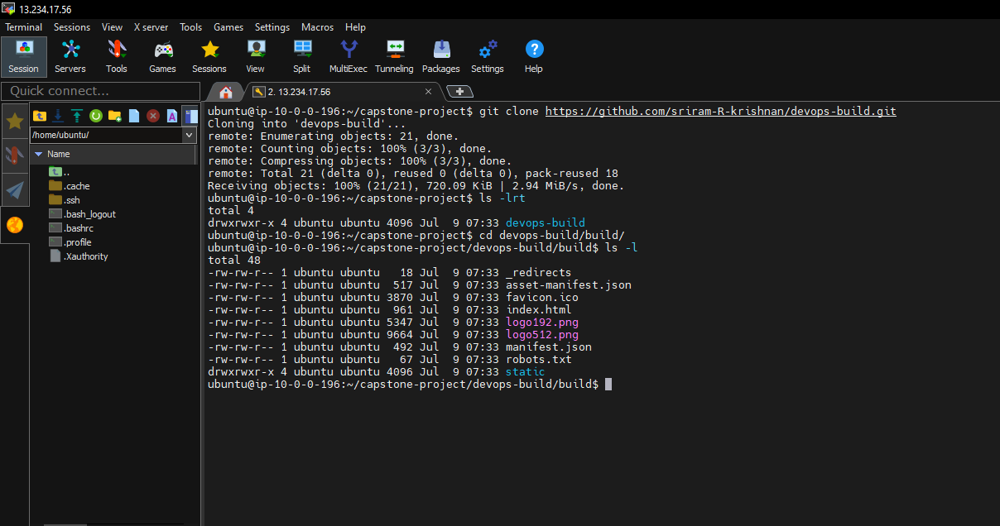 13.234.17.56
Terminal Sessions View X server Tools Games Settings Macros Help
Session Servers Tools Games Sessions View Split MultiExec Tunneling Packages Settings Help
Quick connect...
2. 13.234.17.56
/home/ubuntu/
Name
..
.cache
.ssh
.bash_logout
.bashrc
.profile
.Xauthority
ubuntu@ip-10-0-0-196:~/capstone-project$ git clone https://github.com/sriram-R-krishnan/devops-build.git
Cloning into 'devops-build'...
remote: Enumerating objects: 21, done.
remote: Counting objects: 100% (3/3), done.
remote: Compressing objects: 100% (3/3), done.
remote: Total 21 (delta 0), reused 0 (delta 0), pack-reused 18
Receiving objects: 100% (21/21), 720.09 KiB | 2.94 MiB/s, done.
ubuntu@ip-10-0-0-196:~/capstone-project$ ls -lrt
total 4
drwxrwxr-x 4 ubuntu ubuntu 4096 Jul  9 07:33 devops-build
ubuntu@ip-10-0-0-196:~/capstone-project$ cd devops-build/build/
ubuntu@ip-10-0-0-196:~/capstone-project/devops-build/build$ ls -l
total 48
-rw-rw-r-- 1 ubuntu ubuntu   18 Jul  9 07:33 _redirects
-rw-rw-r-- 1 ubuntu ubuntu  517 Jul  9 07:33 asset-manifest.json
-rw-rw-r-- 1 ubuntu ubuntu 3870 Jul  9 07:33 favicon.ico
-rw-rw-r-- 1 ubuntu ubuntu  961 Jul  9 07:33 index.html
-rw-rw-r-- 1 ubuntu ubuntu 5347 Jul  9 07:33 logo192.png
-rw-rw-r-- 1 ubuntu ubuntu 9664 Jul  9 07:33 logo512.png
-rw-rw-r-- 1 ubuntu ubuntu  492 Jul  9 07:33 manifest.json
-rw-rw-r-- 1 ubuntu ubuntu   67 Jul  9 07:33 robots.txt
drwxrwxr-x 4 ubuntu ubuntu 4096 Jul  9 07:33 static
ubuntu@ip-10-0-0-196:~/capstone-project/devops-build/build$